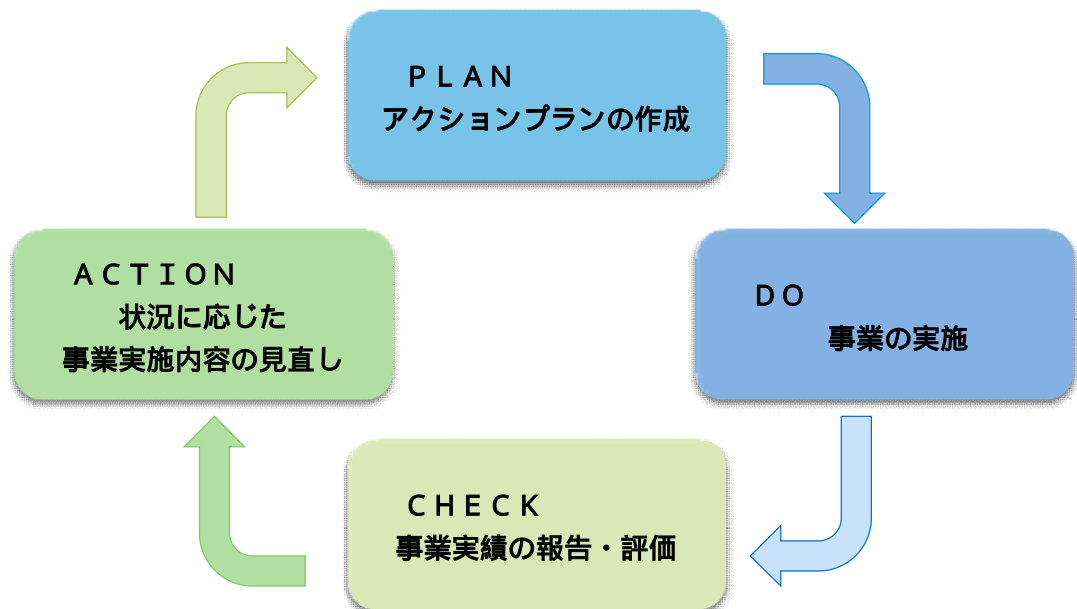 ＰＬＡＮ
アクションプランの作成
ＤＯ
事業の実施
ＣＨＥＣＫ
事業実績の報告・評価
ＡＣＴＩＯＮ
状況に応じた
事業実施内容の見直し